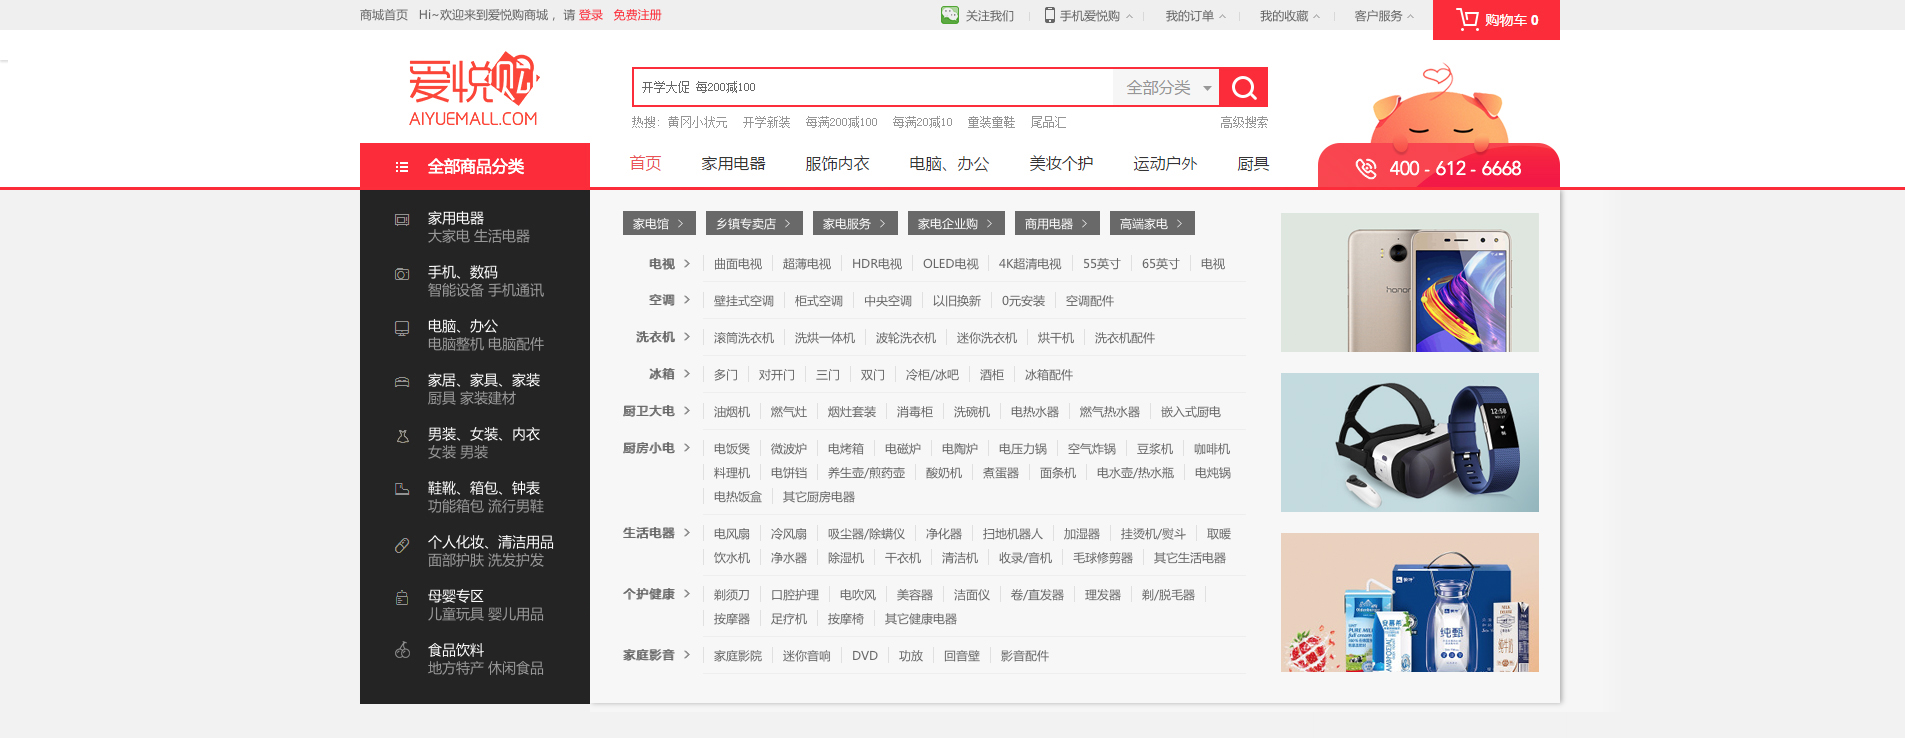 商城首页 Hi~欢迎来到爱悦购商城，请 登录 免费注册
关注我们 手机爱悦购 我的订单 我的收藏 客户服务 购物车 0
爱悦购
AIYUEMALL.COM
开学大促 每200减100 全部分类
热搜: 黄冈小状元 开学新装 每满200减100 每满20减10 童装童鞋 尾品汇 高级搜索
全部商品分类 首页 家用电器 服饰内衣 电脑、办公 美妆个护 运动户外 厨具
400 - 612 - 6668
家用电器
大家电 生活电器
手机、数码
智能设备 手机通讯
电脑、办公
电脑整机 电脑配件
家居、家具、家装
厨具 家装建材
男装、女装、内衣
女装 男装
鞋靴、箱包、钟表
功能箱包 流行男鞋
个人化妆、清洁用品
面部护肤 洗发护发
母婴专区
儿童玩具 婴儿用品
食品饮料
地方特产 休闲食品
家电馆 > 乡镇专卖店 > 家电服务 > 家电企业购 > 商用电器 > 高端家电 >
电视 > 曲面电视 超薄电视 HDR电视 OLED电视 4K超清电视 55英寸 65英寸 电视
空调 > 壁挂式空调 柜式空调 中央空调 以旧换新 0元安装 空调配件
洗衣机 > 滚筒洗衣机 洗烘一体机 波轮洗衣机 迷你洗衣机 烘干机 洗衣机配件
冰箱 > 多门 对开门 三门 双门 冷柜/冰吧 酒柜 冰箱配件
厨卫大电 > 油烟机 燃气灶 烟灶套装 消毒柜 洗碗机 电热水器 燃气热水器 嵌入式厨电
厨房小电 > 电饭煲 微波炉 电烤箱 电磁炉 电陶炉 电压力锅 空气炸锅 豆浆机 咖啡机
料理机 电饼铛 养生壶/煎药壶 酸奶机 煮蛋器 面条机 电水壶/热水瓶 电炖锅
电热饭盒 其它厨房电器
生活电器 > 电风扇 冷风扇 吸尘器/除螨仪 净化器 扫地机器人 加湿器 挂烫机/熨斗 取暖
饮水机 净水器 除湿机 干衣机 清洁机 收录/音机 毛球修剪器 其它生活电器
个护健康 > 剃须刀 口腔护理 电吹风 美容器 洁面仪 卷/直发器 理发器 剃/脱毛器
按摩器 足疗机 按摩椅 其它健康电器
家庭影音 > 家庭影院 迷你音响 DVD 功放 回音壁 影音配件
honor
12:58
纯甄
PURE MILK
full cream